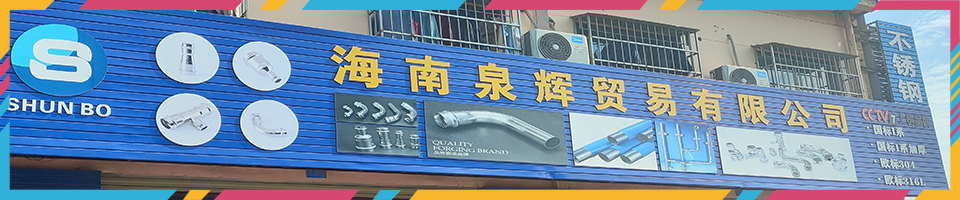 S
SHUN BO
海南泉辉贸易有限公司
QUALITY
FORGING BRAND
不锈钢
CCTV 7
·国标I系
·国标I系加厚
·欧标304
·欧标316L